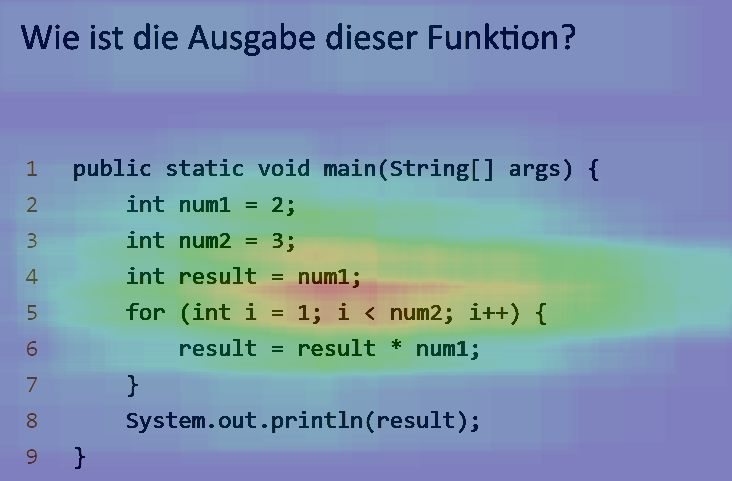 Wie ist die Ausgabe dieser Funktion?
1 public static void main(String[] args) {
2 int num1 = 2;
3 int num2 = 3;
4 int result = num1;
5 for (int i = 1; i < num2; i++) {
6 result = result * num1;
7 }
8 System.out.println(result);
9 }